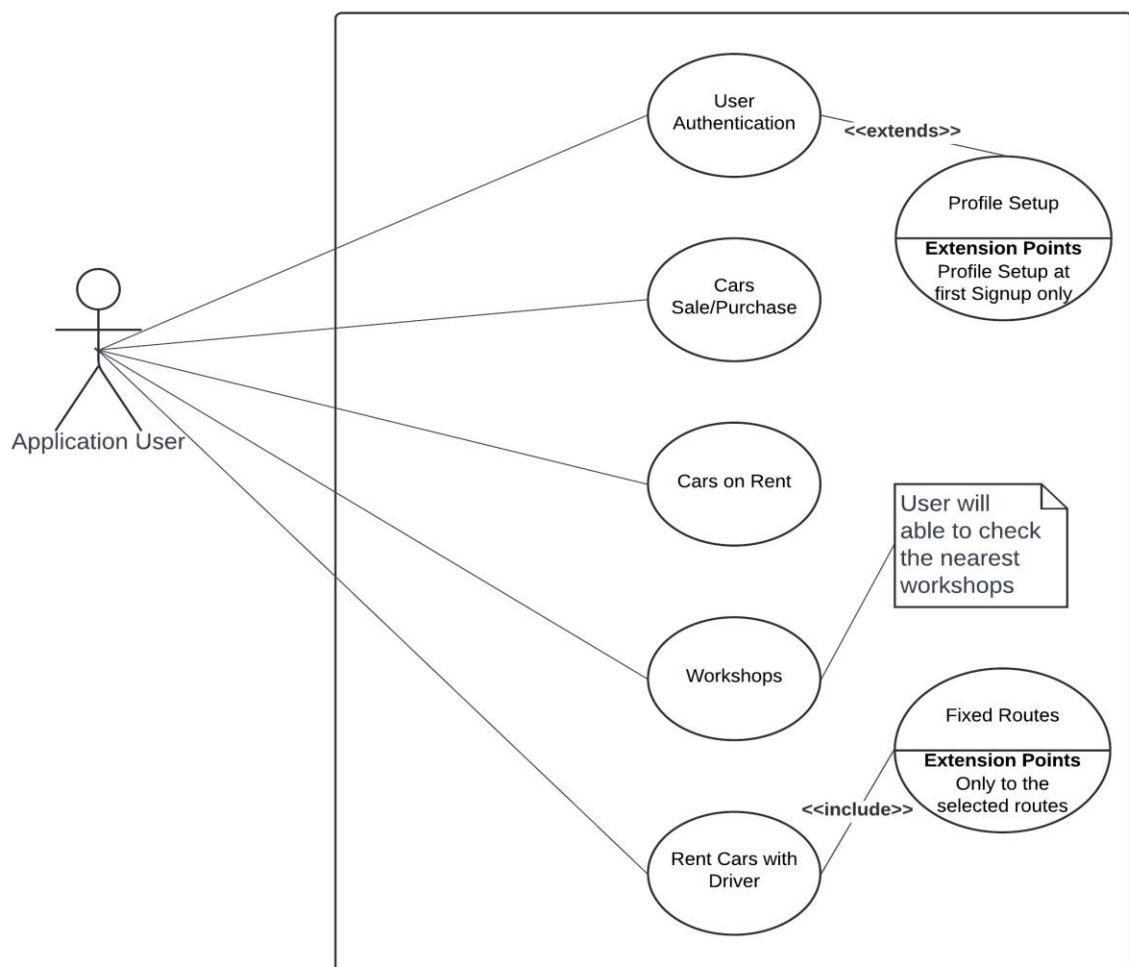 User
Authentication
<<extends>>
Profile Setup
Extension Points
Profile Setup at
first Signup only
Cars
Sale/Purchase
Application User
Cars on Rent
User will
able to check
the nearest
workshops
Workshops
Fixed Routes
Extension Points
Only to the
selected routes
<<include>>
Rent Cars with
Driver